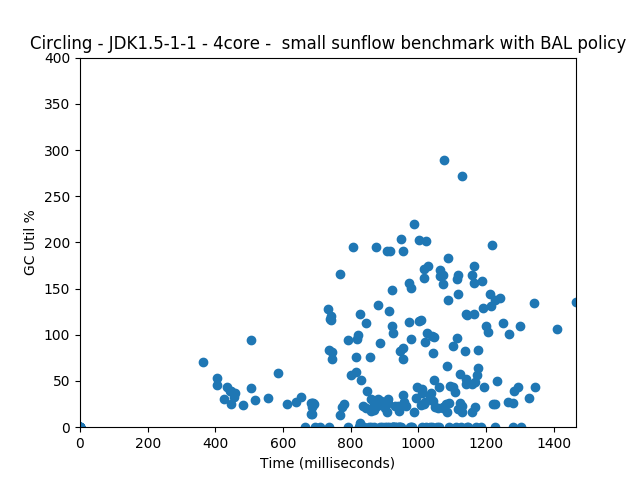 Circling - JDK1.5-1-1 - 4core -  small sunflow benchmark with BAL policy
400
350
300
250
200
150
100
50
0
GC Util %
0 200 400 600 800 1000 1200 1400
Time (milliseconds)